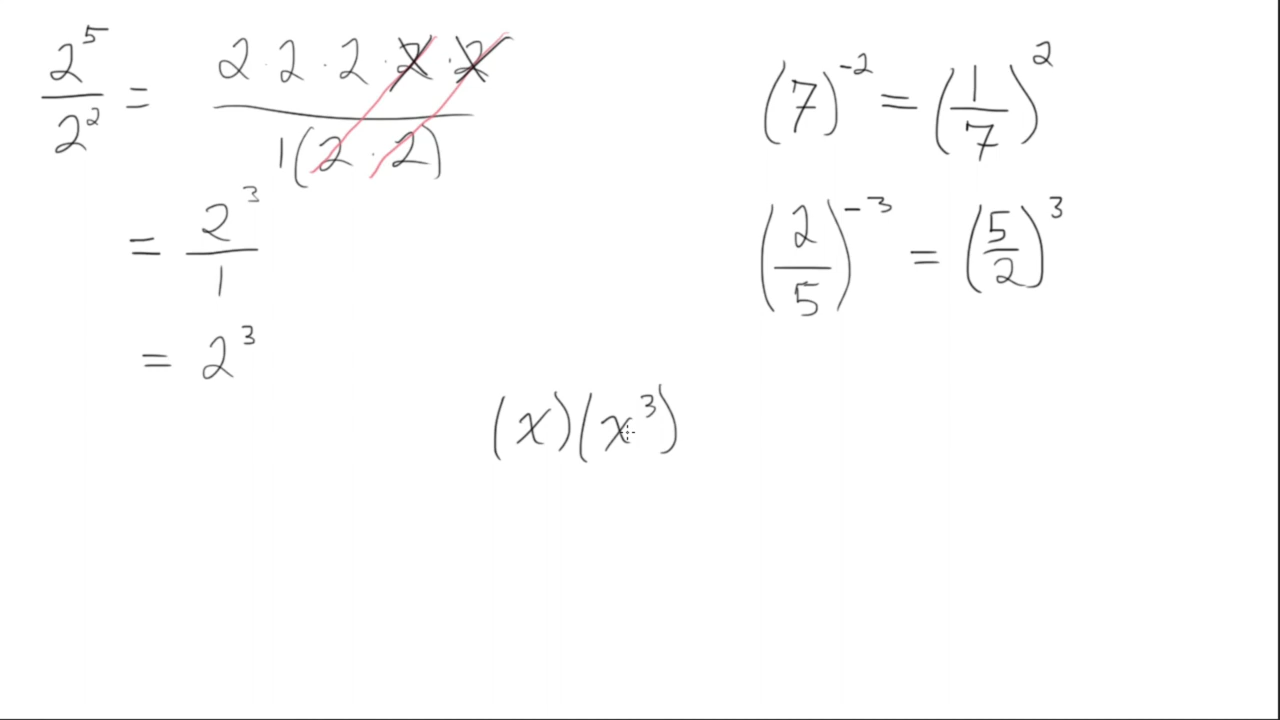 2^5 / 2^2 = 2 · 2 · 2 · 2 · 2 / 1(2 · 2)
= 2^3 / 1
= 2^3
(7)^-2 = (1/7)^2
(2/5)^-3 = (5/2)^3
(x)(x^3)